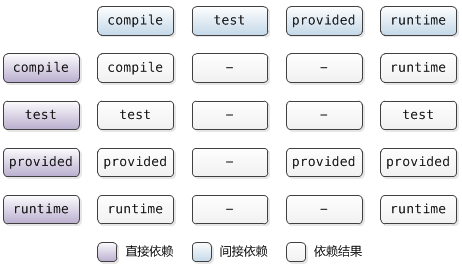 compile test provided runtime
compile compile – – runtime
test test – – test
provided provided – provided provided
runtime runtime – – runtime
直接依赖 间接依赖 依赖结果